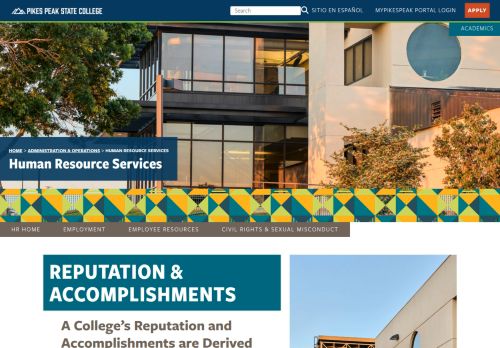 PIKES PEAK STATE COLLEGE
Search
SITIO EN ESPAÑOL
MYPIKESPEAK PORTAL LOGIN
APPLY
ACADEMICS
HOME > ADMINISTRATION & OPERATIONS > HUMAN RESOURCE SERVICES
Human Resource Services
HR HOME
EMPLOYMENT
EMPLOYEE RESOURCES
CIVIL RIGHTS & SEXUAL MISCONDUCT
REPUTATION &
ACCOMPLISHMENTS
A College’s Reputation and
Accomplishments are Derived